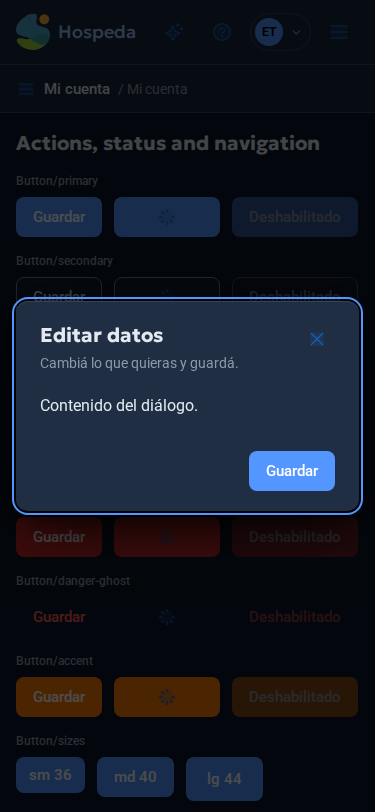 Hospeda
ET
Mi cuenta / Mi cuenta
Actions, status and navigation
Button/primary
Guardar Deshabilitado
Button/secondary
Guardar Deshabilitado
Editar datos
Cambiá lo que quieras y guardá.
Contenido del diálogo.
Guardar
Guardar Deshabilitado
Button/danger-ghost
Guardar Deshabilitado
Button/accent
Guardar Deshabilitado
Button/sizes
sm 36 md 40 lg 44